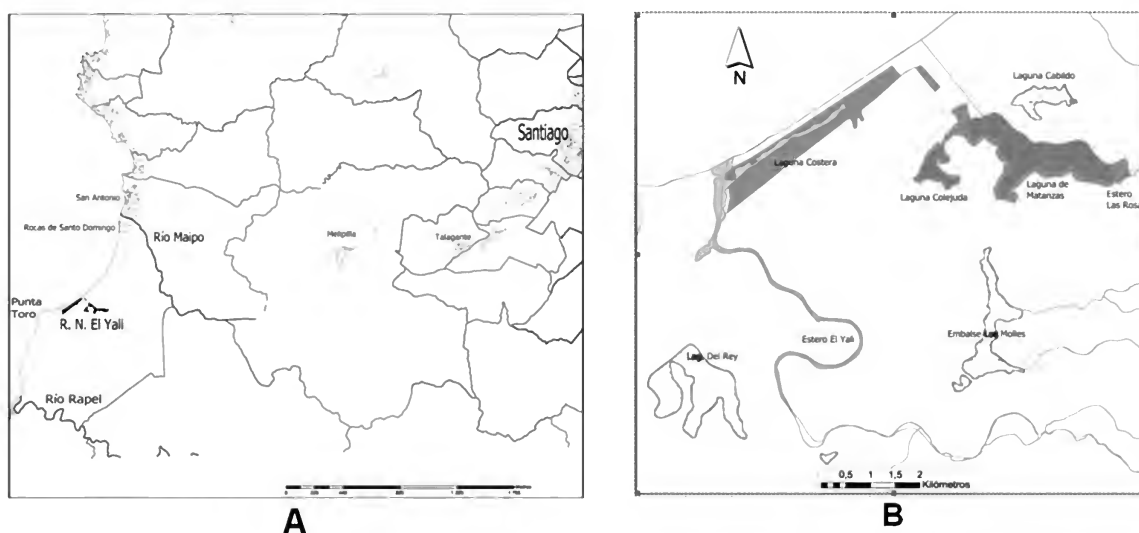 Santiago
San Antonio
Rocas de Santo Domingo
Río Maipo
Melipilla
Talagante
Punta
Toro
R. N. El Yali
Río Rapel
A
N
Laguna Cabildo
Laguna Costera
Laguna Colejuda
Laguna de
Matanzas
Estero
Las Rosa
Estero El Yali
Embalse Los Molles
Lag. Del Rey
0,5 1 1,5 2
Kilómetros
B